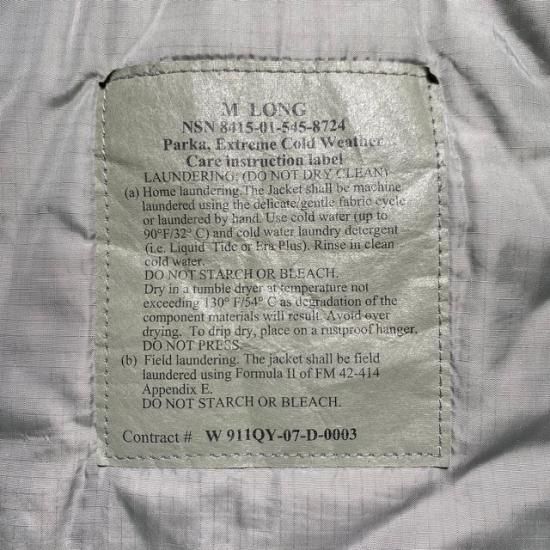 M LONG
NSN 8415-01-545-8724
Parka, Extreme Cold Weather
Care instruction label
LAUNDERING: (DO NOT DRY CLEAN)
(a) Home laundering. The Jacket shall be machine
laundered using the delicate/gentle fabric cycle
or laundered by hand. Use cold water (up to
90°F/32° C) and cold water laundry detergent
(i.e. Liquid Tide or Era Plus). Rinse in clean
cold water.
DO NOT STARCH OR BLEACH.
Dry in a tumble dryer at temperature not
exceeding 130° F/54° C as degradation of the
component materials will result. Avoid over
drying. To drip dry, place on a rustproof hanger.
DO NOT PRESS
(b) Field laundering. The jacket shall be field
laundered using Formula II of FM 42-414
Appendix E.
DO NOT STARCH OR BLEACH.
Contract # W 911QY-07-D-0003